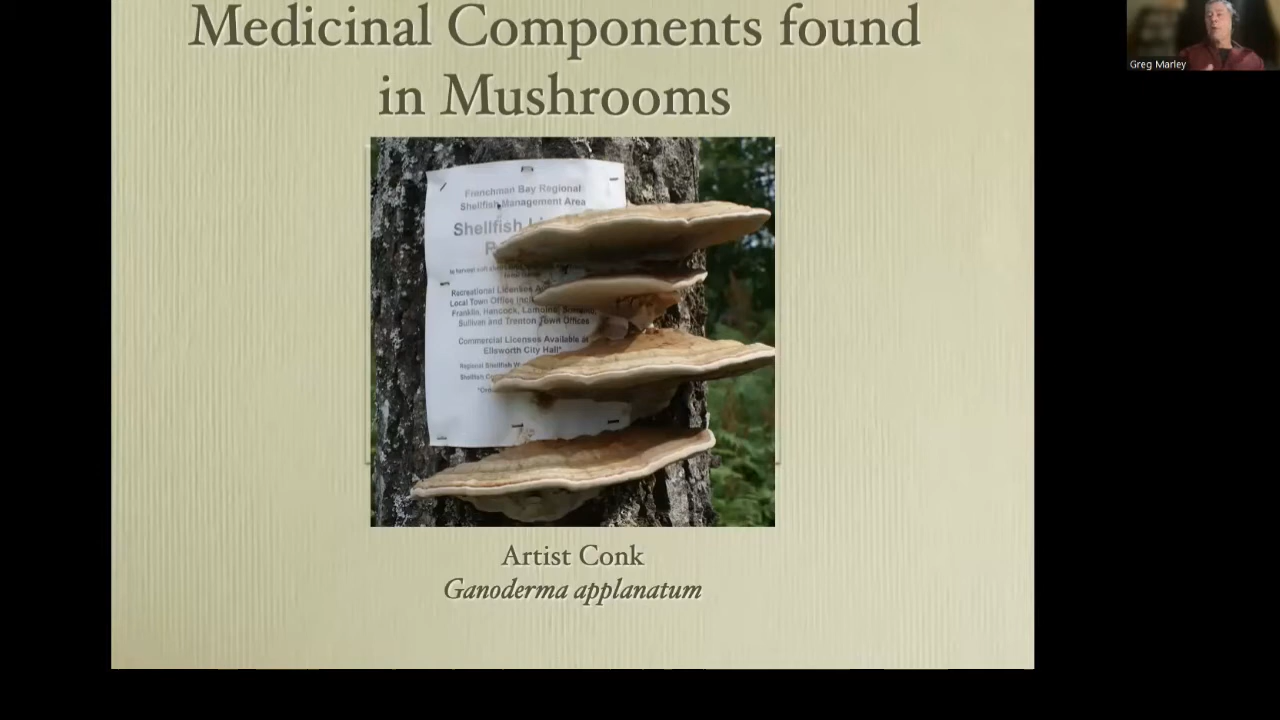 Medicinal Components found
in Mushrooms
Greg Marley
Frenchman Bay Regional
Shellfish Management Area
Shellfish
Recreational Licenses
Local Town Office
Franklin, Hancock, Lamoine,
Sullivan and Trenton Town Offices
Commercial Licenses Available at
Ellsworth City Hall*
Regional Shellfish
Artist Conk
Ganoderma applanatum